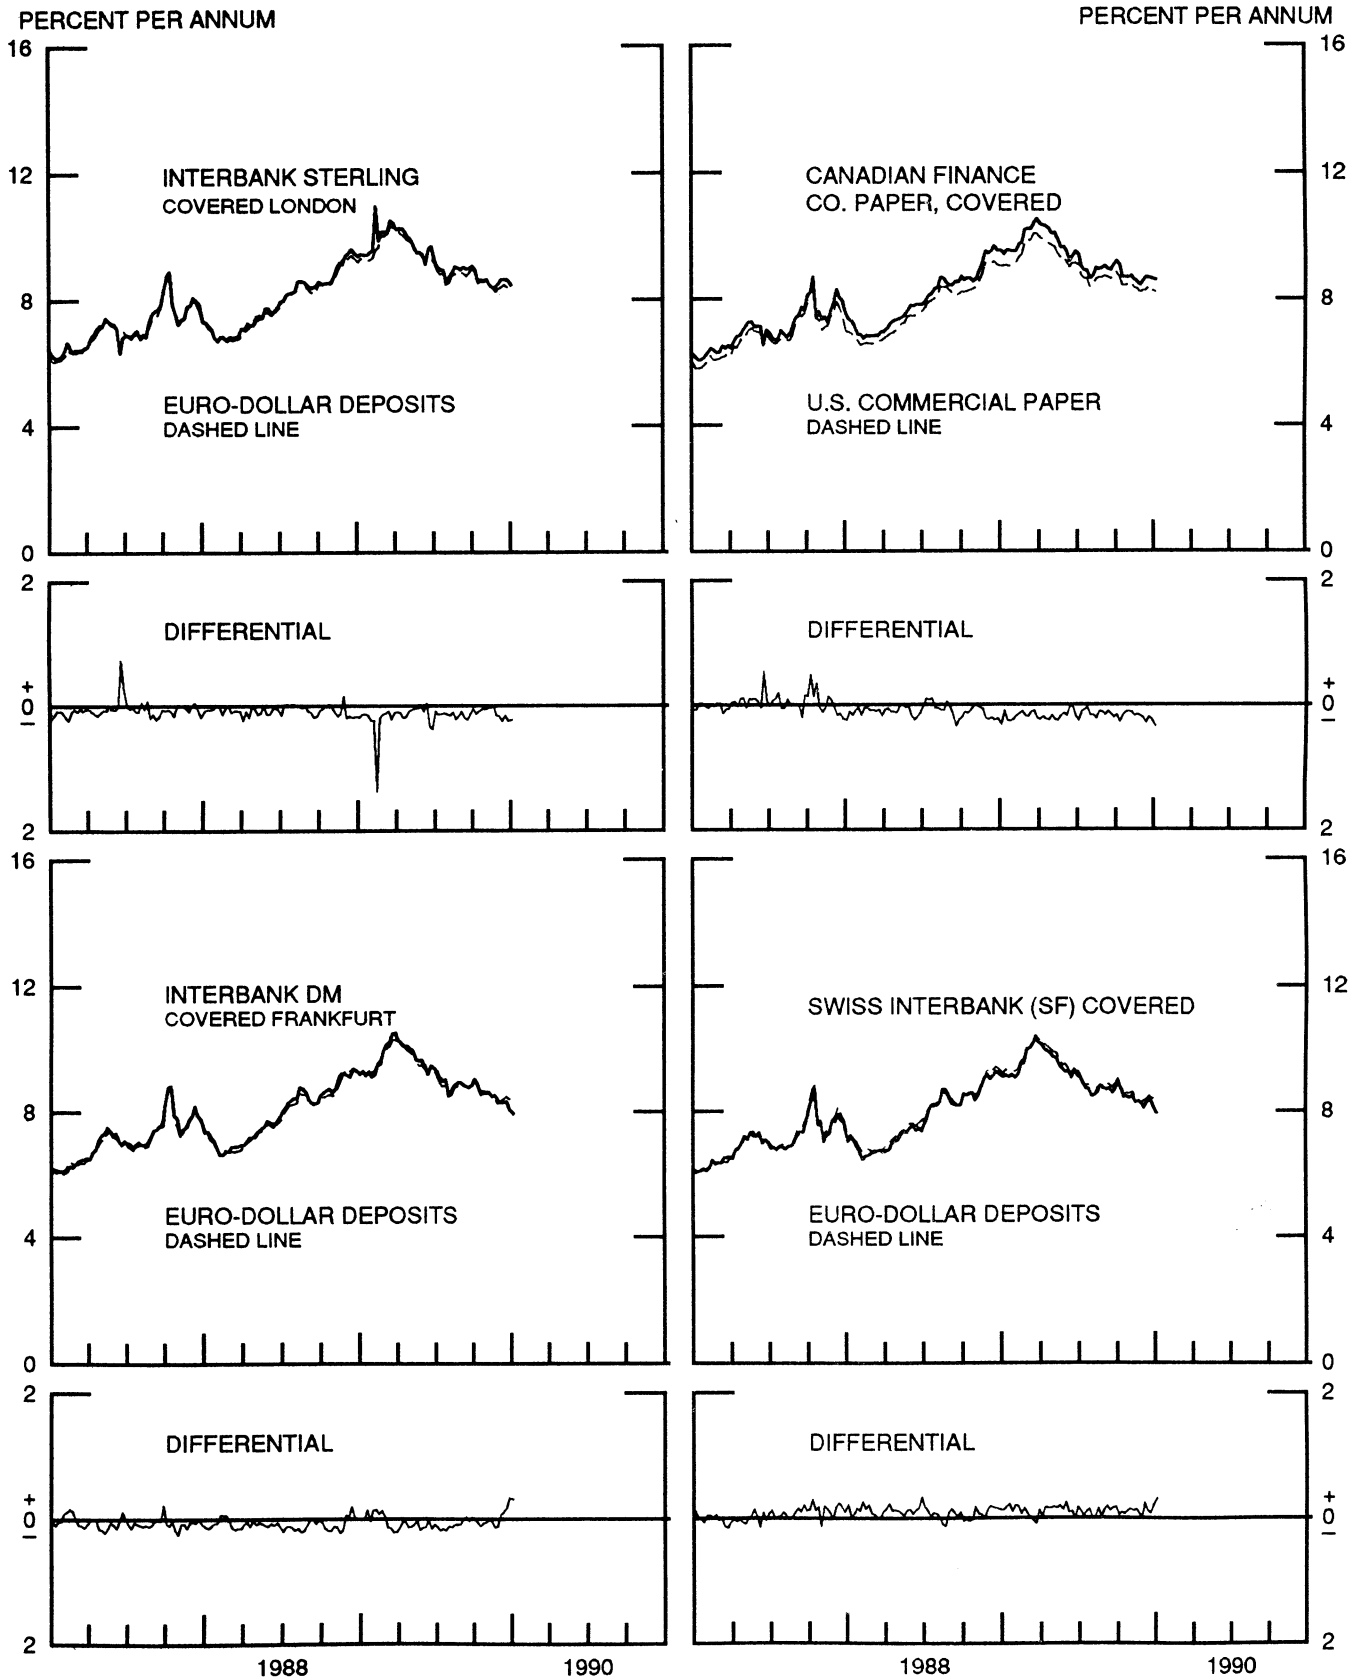 PERCENT PER ANNUM
PERCENT PER ANNUM
16
12
8
4
0
INTERBANK STERLING
COVERED LONDON
EURO-DOLLAR DEPOSITS
DASHED LINE
CANADIAN FINANCE
CO. PAPER, COVERED
U.S. COMMERCIAL PAPER
DASHED LINE
16
12
8
4
0
2
+
0
−
2
DIFFERENTIAL
DIFFERENTIAL
2
+
0
−
2
16
12
8
4
0
INTERBANK DM
COVERED FRANKFURT
EURO-DOLLAR DEPOSITS
DASHED LINE
SWISS INTERBANK (SF) COVERED
EURO-DOLLAR DEPOSITS
DASHED LINE
16
12
8
4
0
2
+
0
−
2
DIFFERENTIAL
DIFFERENTIAL
2
+
0
−
2
1988
1990
1988
1990